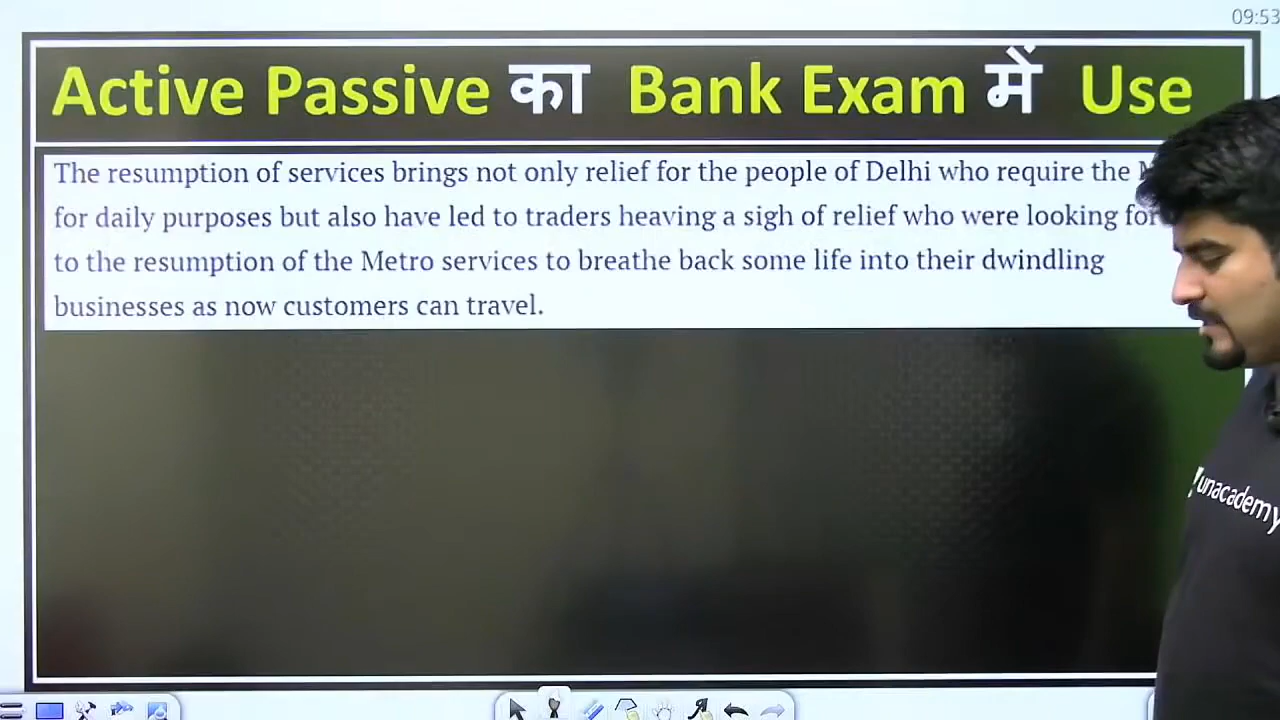 09:53
Active Passive का Bank Exam में Use
The resumption of services brings not only relief for the people of Delhi who require the
for daily purposes but also have led to traders heaving a sigh of relief who were looking
to the resumption of the Metro services to breathe back some life into their dwindling
businesses as now customers can travel.
unacademy